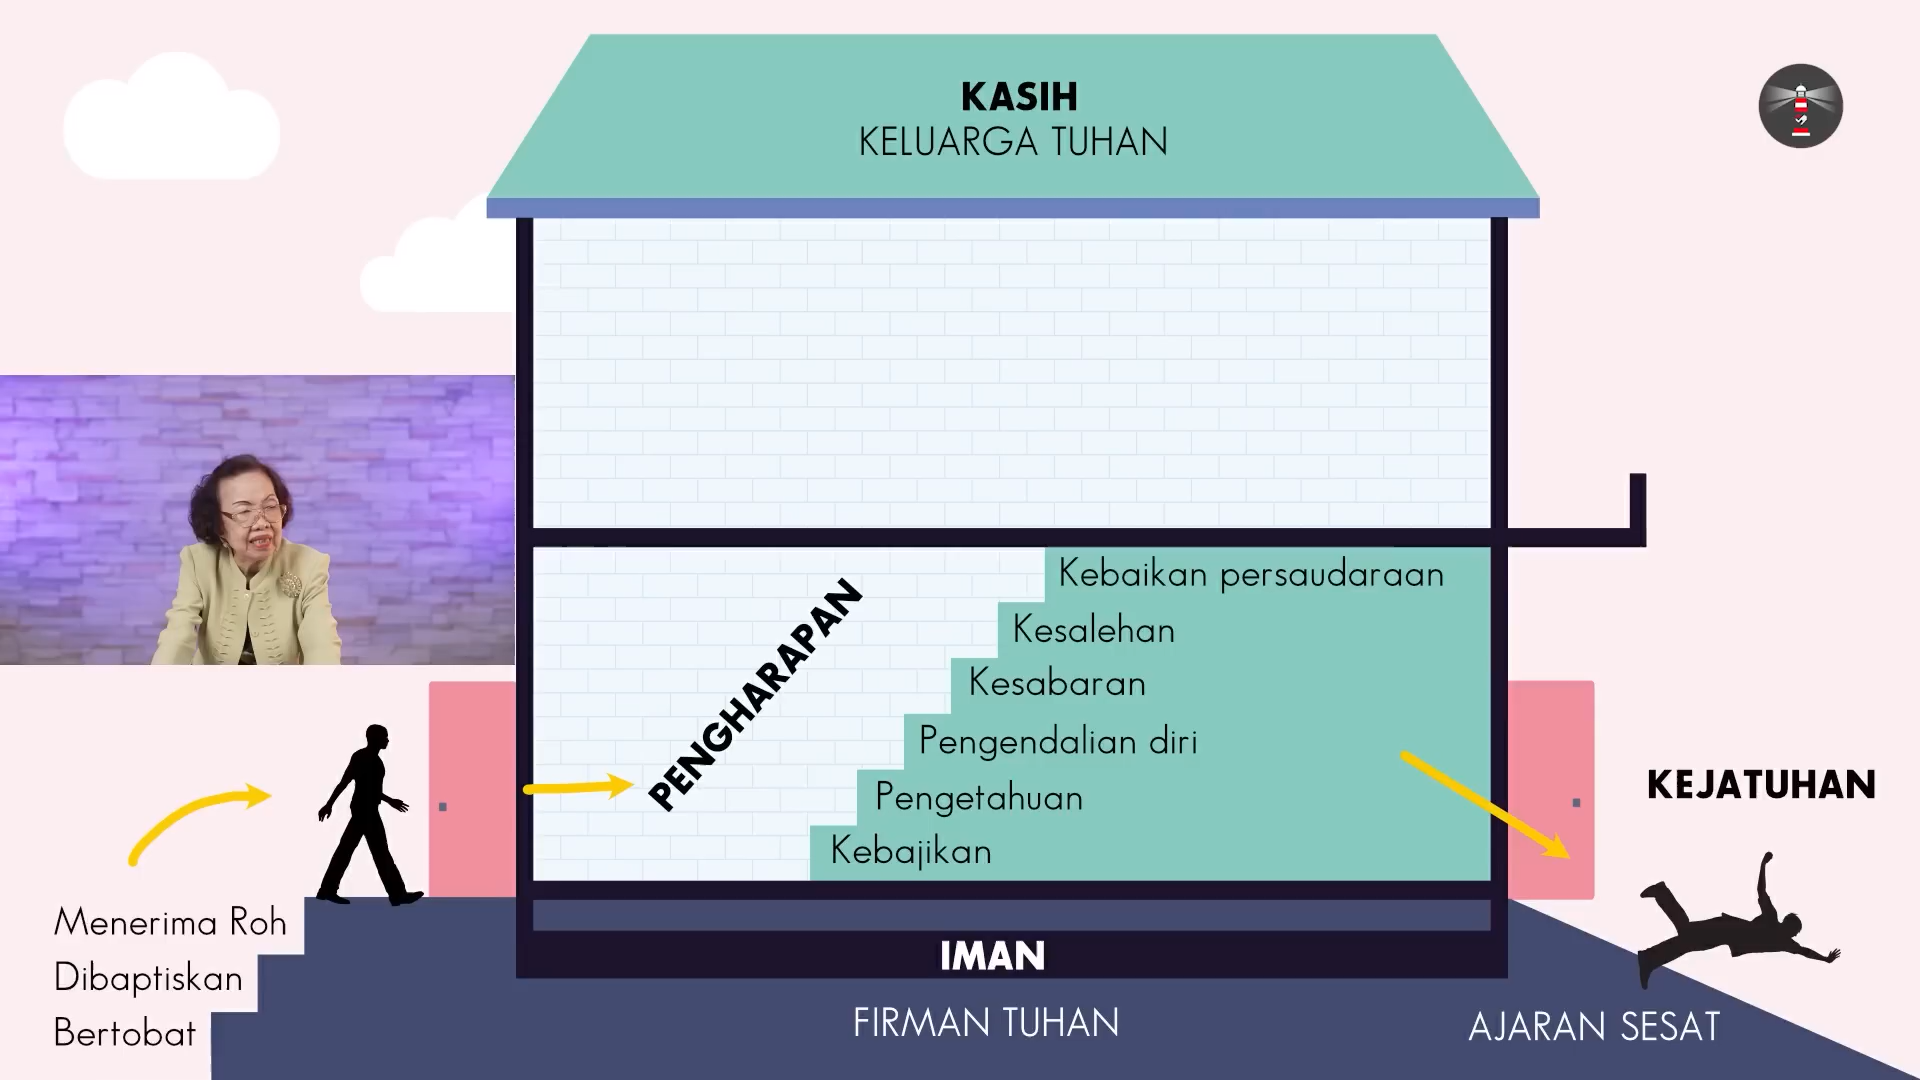 KASIH
KELUARGA TUHAN
PENGHARAPAN
Kebaikan persaudaraan
Kesalehan
Kesabaran
Pengendalian diri
Pengetahuan
Kebajikan
KEJATUHAN
Menerima Roh
Dibaptiskan
Bertobat
IMAN
FIRMAN TUHAN
AJARAN SESAT